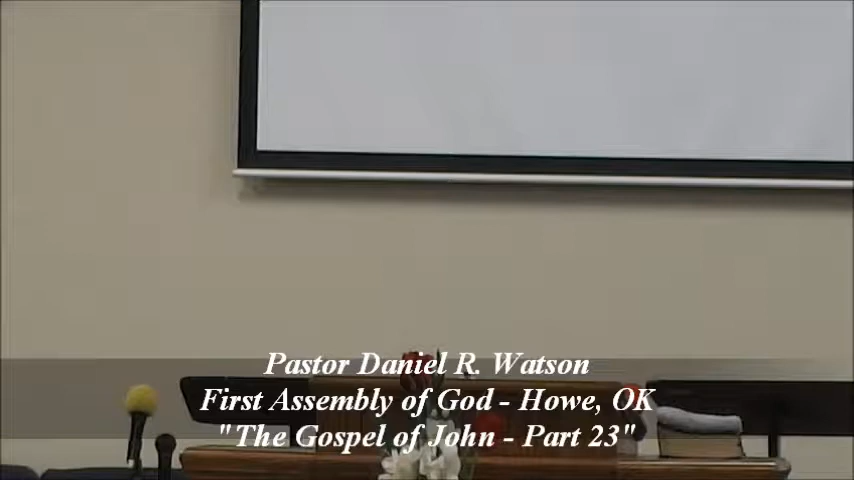 Pastor Daniel R. Watson
First Assembly of God - Howe, OK
"The Gospel of John - Part 23"